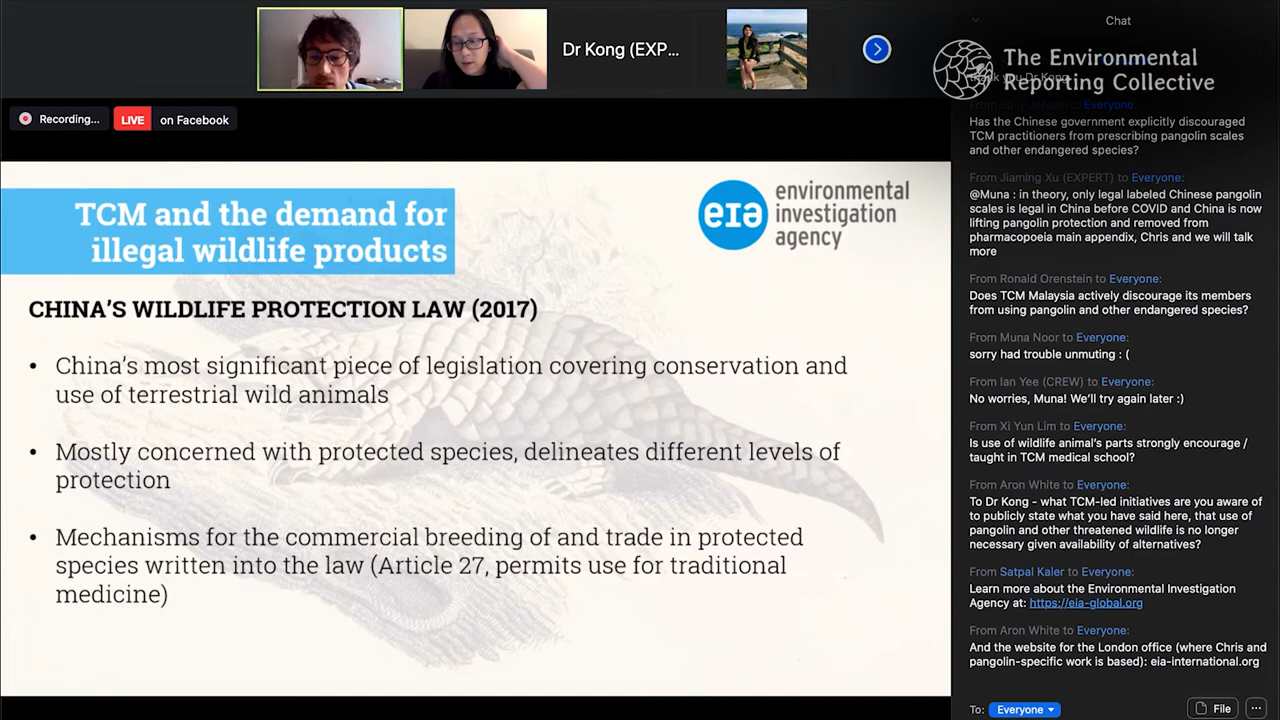 Dr Kong (EXP...
Chat
The Environmental
Reporting Collective
Recording...
LIVE
on Facebook
TCM and the demand for
illegal wildlife products
eia
environmental
investigation
agency
CHINA'S WILDLIFE PROTECTION LAW (2017)
• China's most significant piece of legislation covering conservation and
use of terrestrial wild animals
• Mostly concerned with protected species, delineates different levels of
protection
• Mechanisms for the commercial breeding of and trade in protected
species written into the law (Article 27, permits use for traditional
medicine)
thank you Dr Kong
to Everyone:
Has the Chinese government explicitly discouraged
TCM practitioners from prescribing pangolin scales
and other endangered species?
From Jiaming Xu (EXPERT) to Everyone:
@Muna : in theory, only legal labeled Chinese pangolin
scales is legal in China before COVID and China is now
lifting pangolin protection and removed from
pharmacopoeia main appendix, Chris and we will talk
more
From Ronald Orenstein to Everyone:
Does TCM Malaysia actively discourage its members
from using pangolin and other endangered species?
From Muna Noor to Everyone:
sorry had trouble unmuting : (
From Ian Yee (CREW) to Everyone:
No worries, Muna! We'll try again later :)
From Xi Yun Lim to Everyone:
Is use of wildlife animal's parts strongly encourage /
taught in TCM medical school?
From Aron White to Everyone:
To Dr Kong - what TCM-led initiatives are you aware of
to publicly state what you have said here, that use of
pangolin and other threatened wildlife is no longer
necessary given availability of alternatives?
From Satpal Kaler to Everyone:
Learn more about the Environmental Investigation
Agency at: https://eia-global.org
From Aron White to Everyone:
And the website for the London office (where Chris and
pangolin-specific work is based): eia-international.org
To: Everyone
File